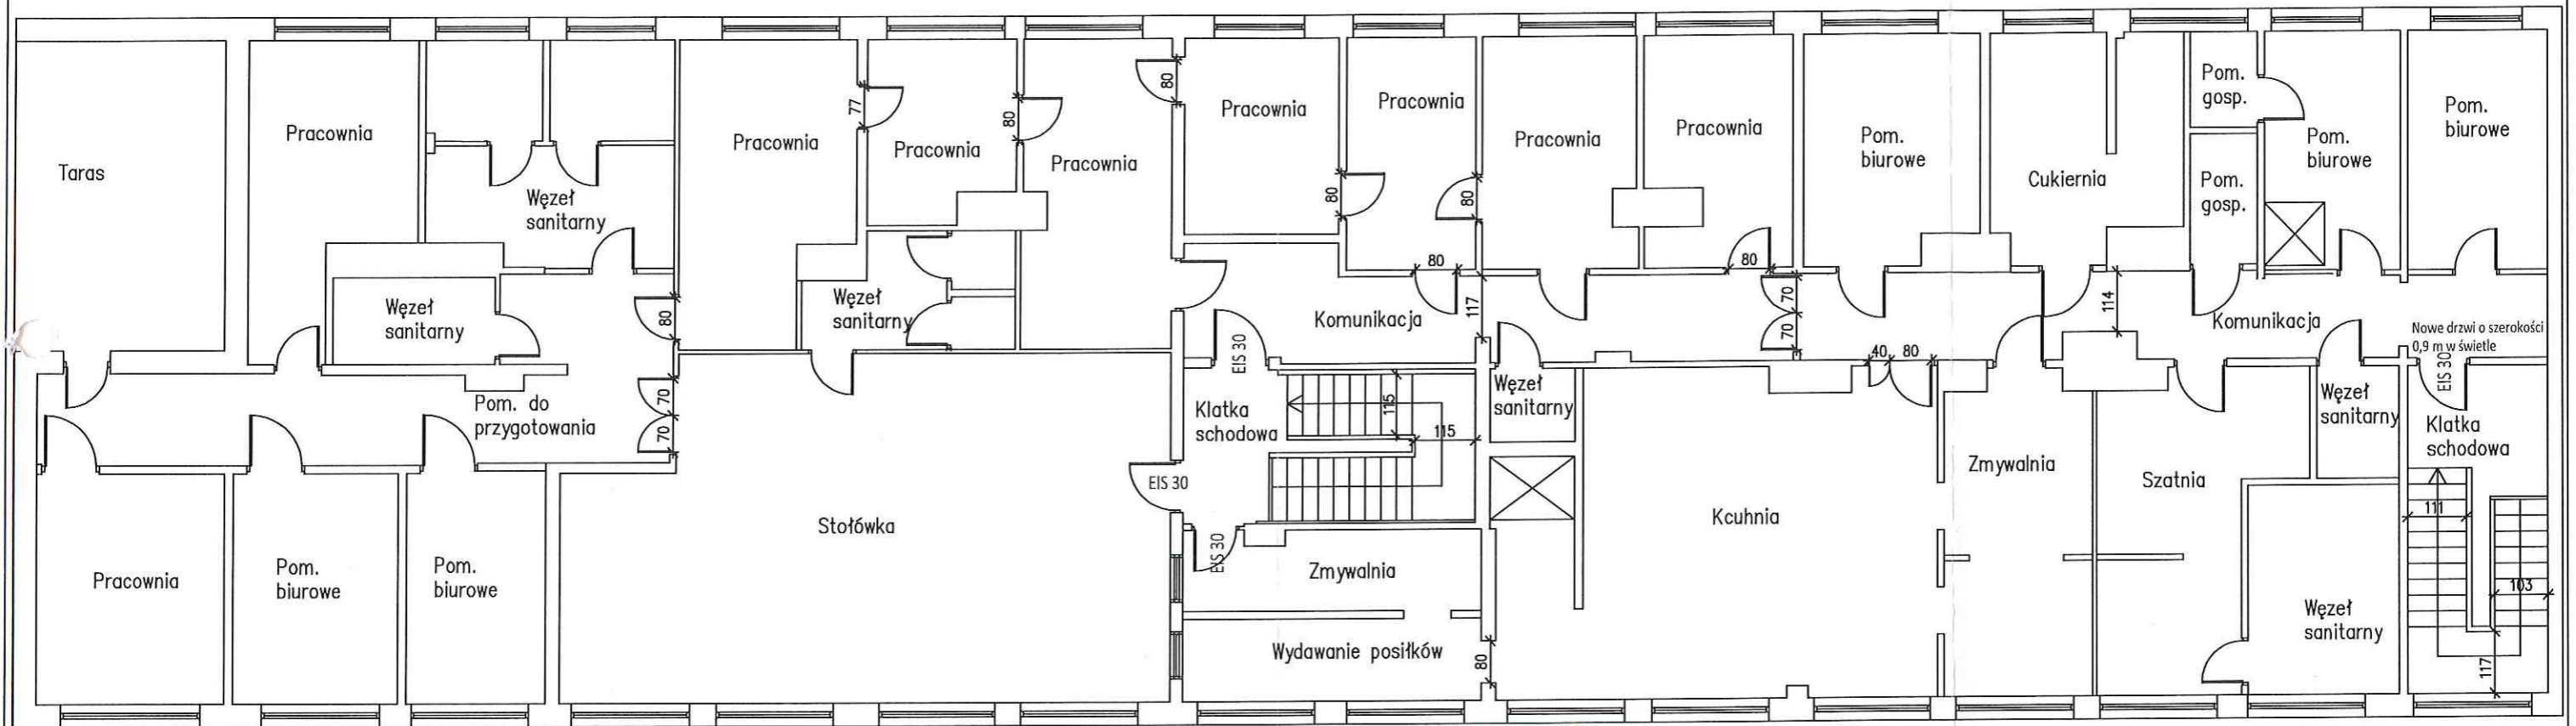 Taras
Pracownia
Węzeł
sanitarny
Pracownia
77
Pracownia
80
Pracownia
80
Pracownia
80
Pracownia
80
80
Pracownia
Pracownia
80
Pom.
biurowe
Cukiernia
Pom.
gosp.
Pom.
gosp.
Pom.
biurowe
Pom.
biurowe
Węzeł
sanitarny
80
Węzeł
sanitarny
Komunikacja
117
70
70
114
Komunikacja
Nowe drzwi o szerokości
0,9 m w świetle
EIS 30
EIS 30
Pom. do
przygotowania
70
70
Klatka
schodowa
115
115
Węzeł
sanitarny
40
80
Węzeł
sanitarny
Klatka
schodowa
EIS 30
Stołówka
Kcuhnia
Zmywalnia
Szatnia
111
103
117
Pracownia
Pom.
biurowe
Pom.
biurowe
EIS 30
Zmywalnia
Wydawanie posiłków
80
Węzeł
sanitarny